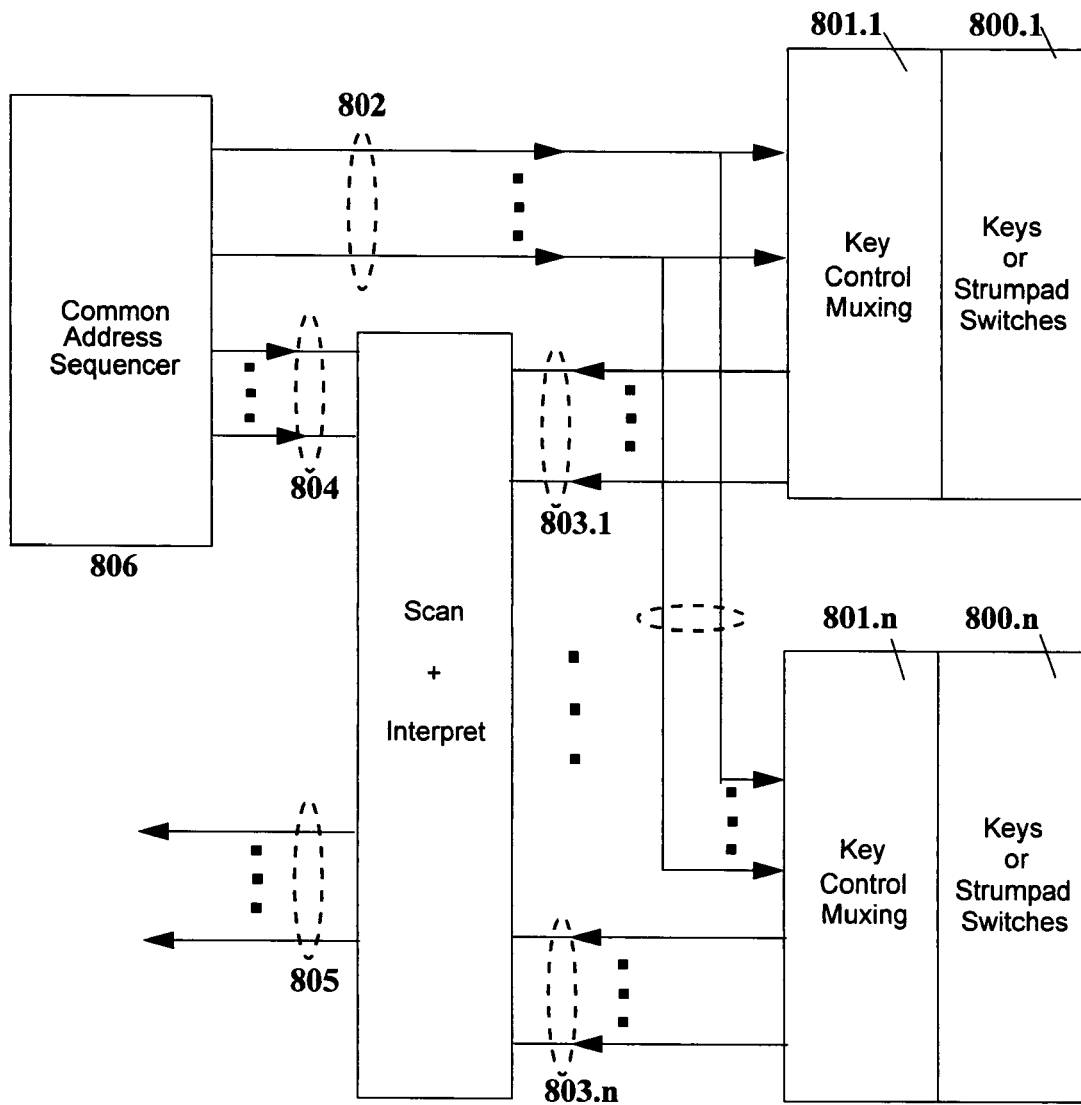 801.1 800.1
802
Common
Address
Sequencer
Key
Control
Muxing
Keys
or
Strumpad
Switches
804
803.1
806
Scan
+
Interpret
801.n 800.n
Key
Control
Muxing
Keys
or
Strumpad
Switches
805
803.n